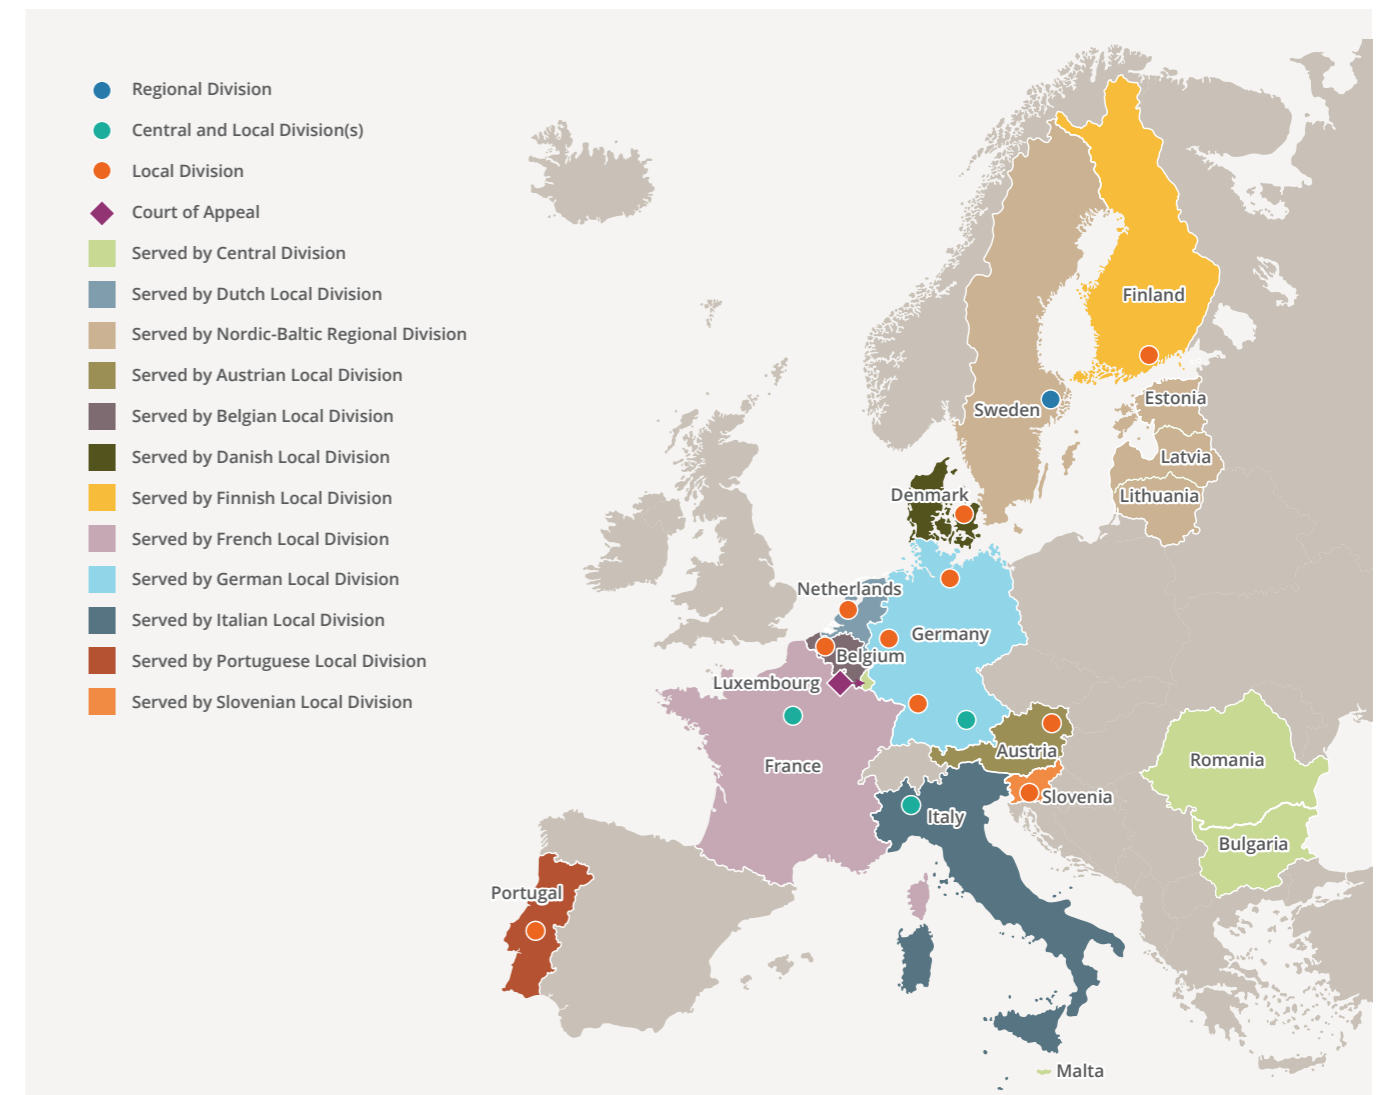 Regional Division
Central and Local Division(s)
Local Division
Court of Appeal
Served by Central Division
Served by Dutch Local Division
Served by Nordic-Baltic Regional Division
Served by Austrian Local Division
Served by Belgian Local Division
Served by Danish Local Division
Served by Finnish Local Division
Served by French Local Division
Served by German Local Division
Served by Italian Local Division
Served by Portuguese Local Division
Served by Slovenian Local Division
Finland
Estonia
Sweden
Latvia
Denmark
Lithuania
Netherlands
Germany
Belgium
Luxembourg
Austria
Romania
France
Slovenia
Italy
Bulgaria
Portugal
Malta